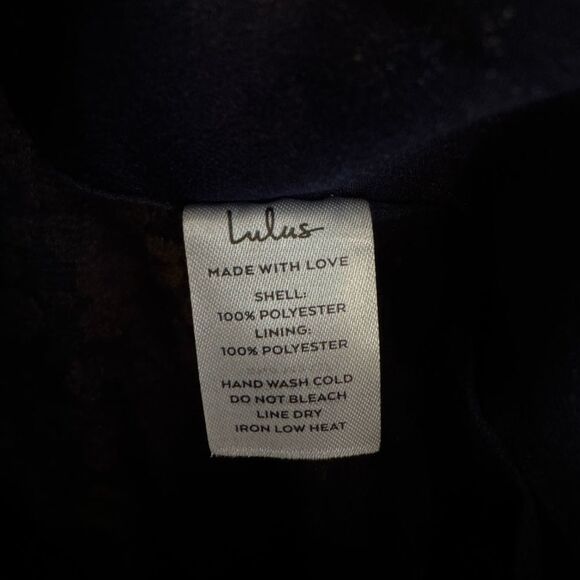 Lulus
MADE WITH LOVE
SHELL:
100% POLYESTER
LINING:
100% POLYESTER
HAND WASH COLD
DO NOT BLEACH
LINE DRY
IRON LOW HEAT